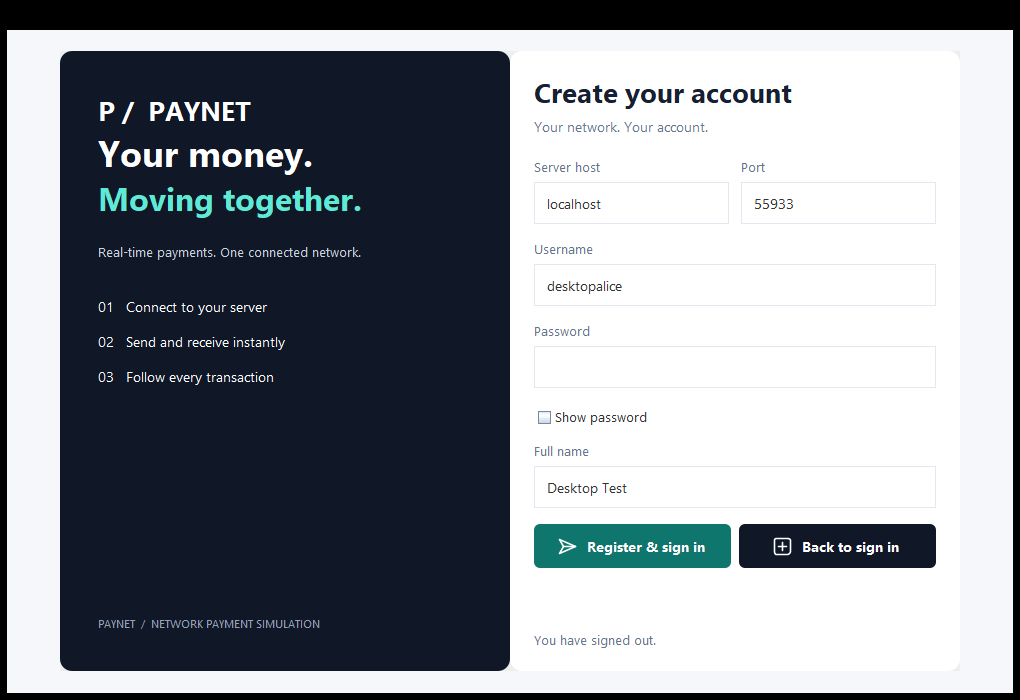 P / PAYNET
Your money.
Moving together.
Real-time payments. One connected network.
01 Connect to your server
02 Send and receive instantly
03 Follow every transaction
PAYNET / NETWORK PAYMENT SIMULATION
Create your account
Your network. Your account.
Server host Port
localhost 55933
Username
desktopalice
Password
Show password
Full name
Desktop Test
Register & sign in Back to sign in
You have signed out.